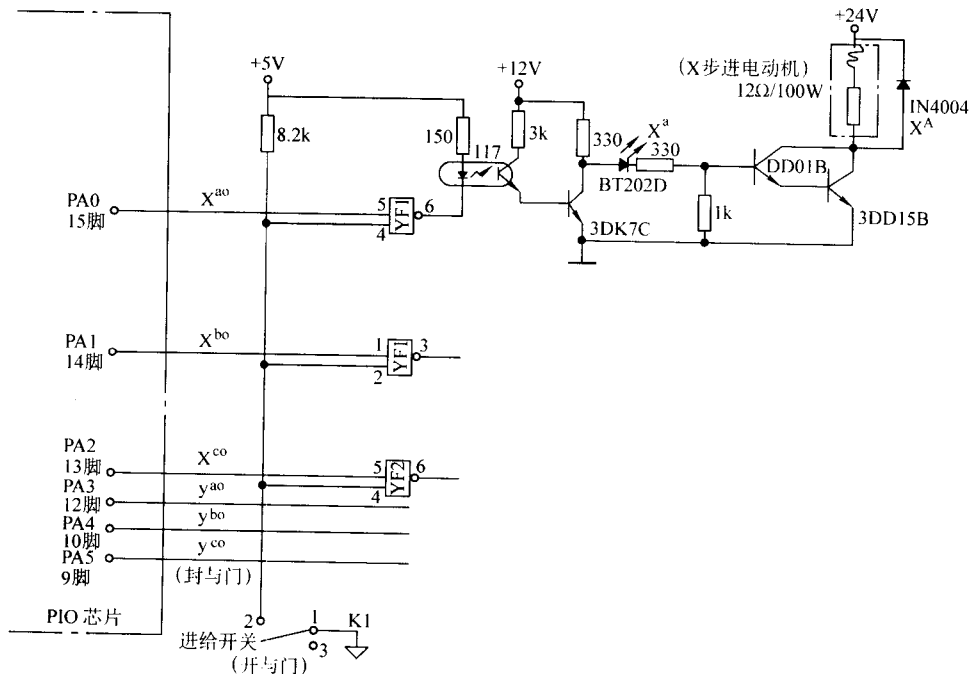 +24V
+5V
+12V
(X步进电动机)
12Ω/100W
IN4004
X^A
8.2k
150
117
3k
330
X^a
330
BT202D
DD01B
1k
3DK7C
3DD15B
PA0
15脚
X^ao
5
4
YF1
6
PA1
14脚
X^bo
1
2
YF1
3
PA2
13脚
X^co
5
4
YF2
6
PA3
12脚
y^ao
PA4
10脚
y^bo
PA5
9脚
y^co
(封与门)
PIO 芯片
2
1
K1
进给开关
3
(开与门)